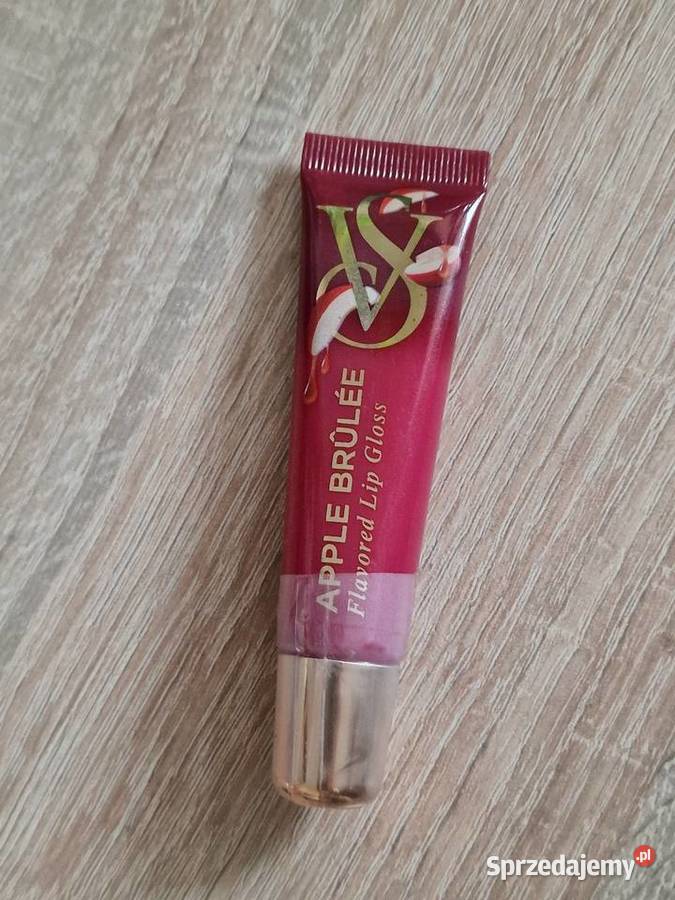 VS
APPLE BRÛLÉE
Flavored Lip Gloss
Sprzedajemy.pl